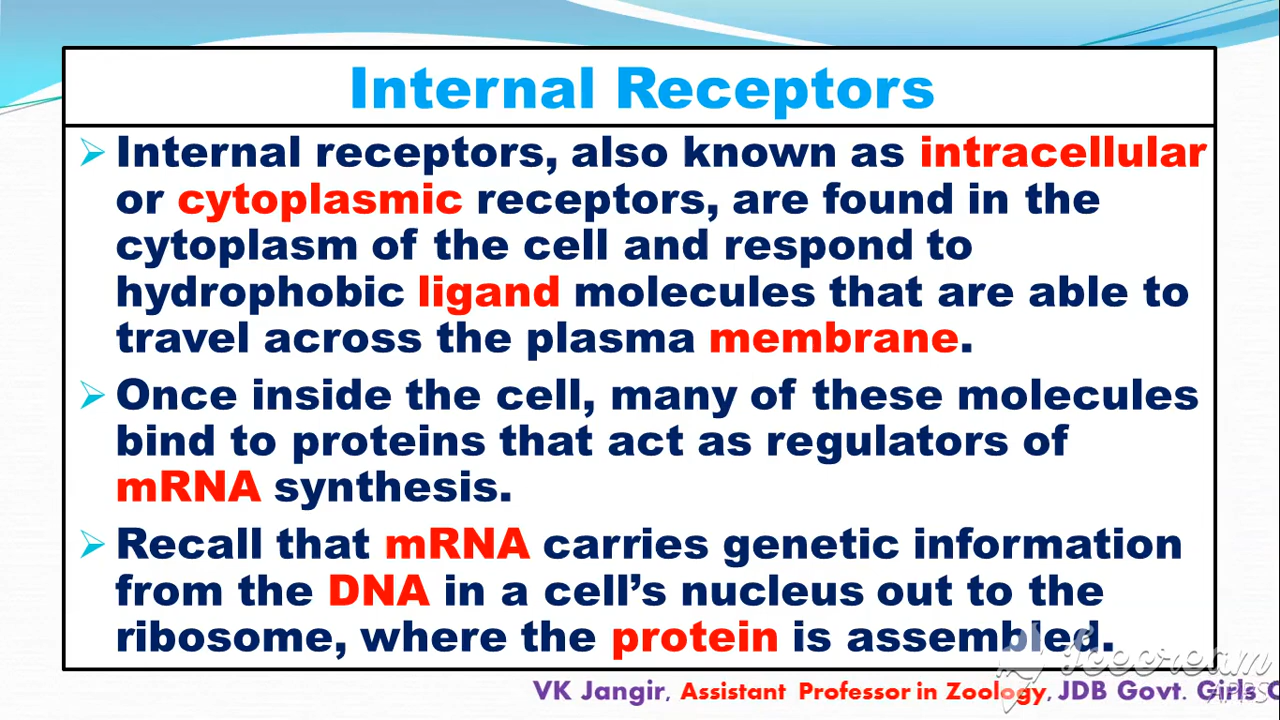 Internal Receptors
Internal receptors, also known as intracellular
or cytoplasmic receptors, are found in the
cytoplasm of the cell and respond to
hydrophobic ligand molecules that are able to
travel across the plasma membrane.
Once inside the cell, many of these molecules
bind to proteins that act as regulators of
mRNA synthesis.
Recall that mRNA carries genetic information
from the DNA in a cell’s nucleus out to the
ribosome, where the protein is assembled.
Icecream
APPS
VK Jangir, Assistant Professor in Zoology, JDB Govt. Girls